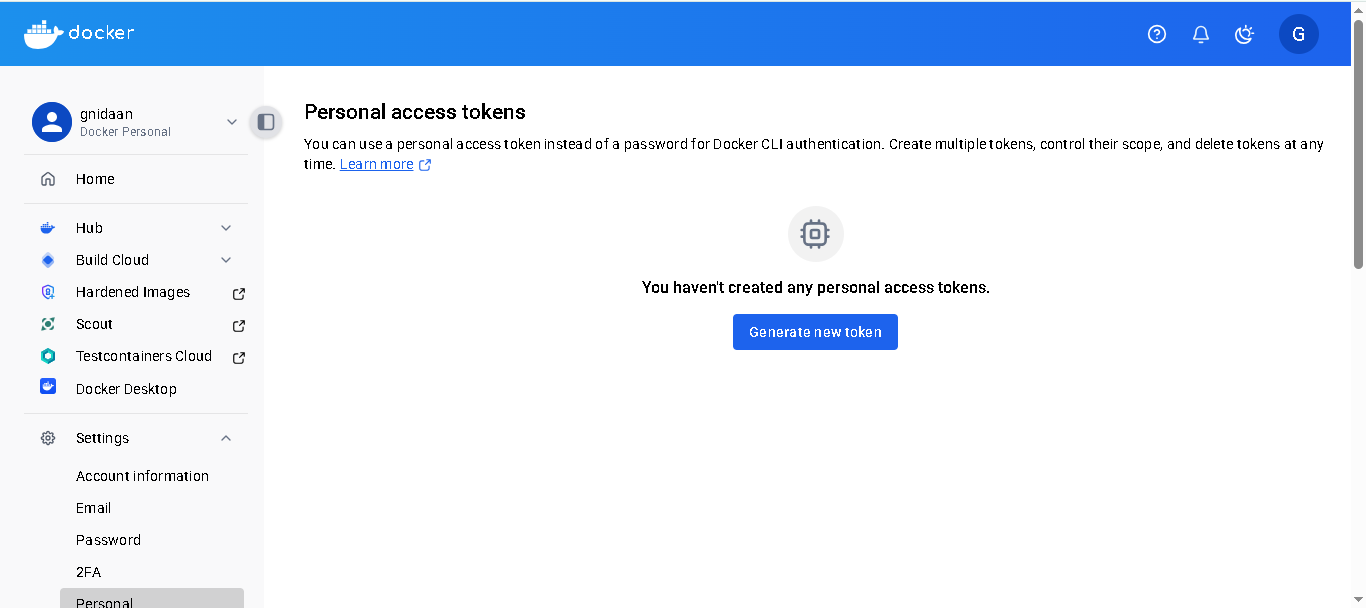 docker
G
gnidaan
Docker Personal
Home
Hub
Build Cloud
Hardened Images
Scout
Testcontainers Cloud
Docker Desktop
Settings
Account information
Email
Password
2FA
Personal
Personal access tokens
You can use a personal access token instead of a password for Docker CLI authentication. Create multiple tokens, control their scope, and delete tokens at any
time. Learn more
You haven't created any personal access tokens.
Generate new token